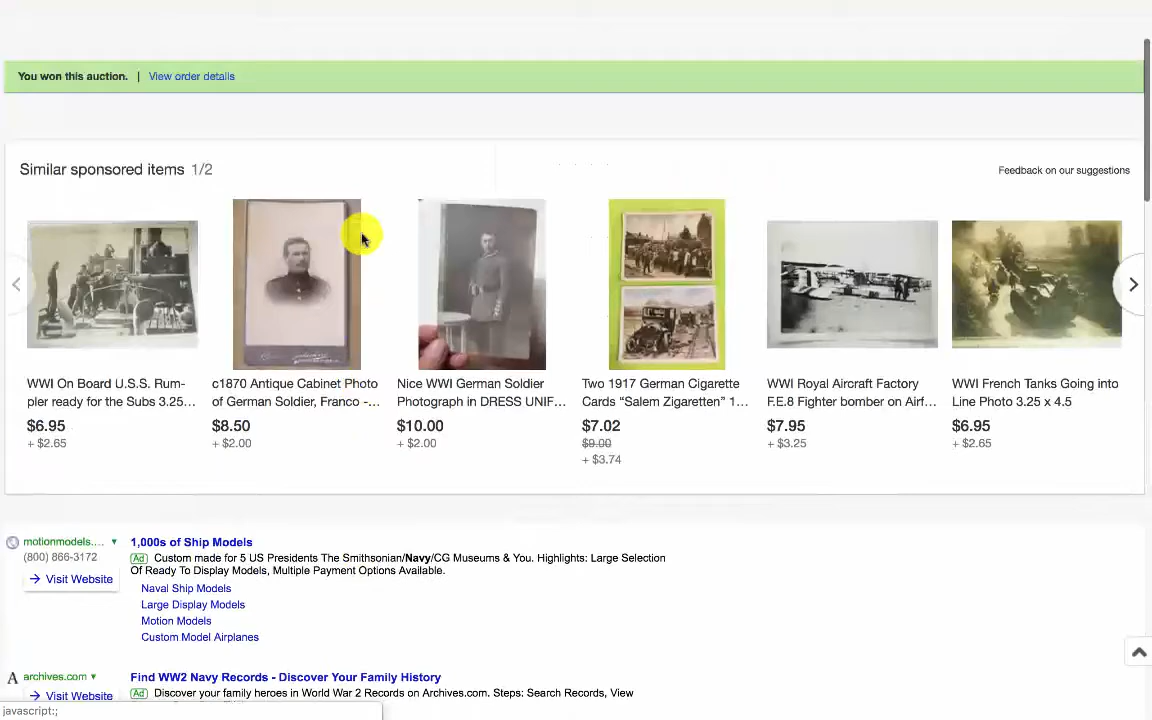 You won this auction. | View order details
Similar sponsored items 1/2
Feedback on our suggestions
WWI On Board U.S.S. Rum-
pler ready for the Subs 3.25...
$6.95
+ $2.65
c1870 Antique Cabinet Photo
of German Soldier, Franco -...
$8.50
+ $2.00
Nice WWI German Soldier
Photograph in DRESS UNIF...
$10.00
+ $2.00
Two 1917 German Cigarette
Cards “Salem Zigaretten” 1...
$7.02
$9.00
+ $3.74
WWI Royal Aircraft Factory
F.E.8 Fighter bomber on Airf...
$7.95
+ $3.25
WWI French Tanks Going into
Line Photo 3.25 x 4.5
$6.95
+ $2.65
motionmodels....
(800) 866-3172
Visit Website
1,000s of Ship Models
Ad Custom made for 5 US Presidents The Smithsonian/Navy/CG Museums & You. Highlights: Large Selection
Of Ready To Display Models, Multiple Payment Options Available.
Naval Ship Models
Large Display Models
Motion Models
Custom Model Airplanes
A archives.com
Visit Website
Find WW2 Navy Records - Discover Your Family History
Ad Discover your family heroes in World War 2 Records on Archives.com. Steps: Search Records, View
javascript:;